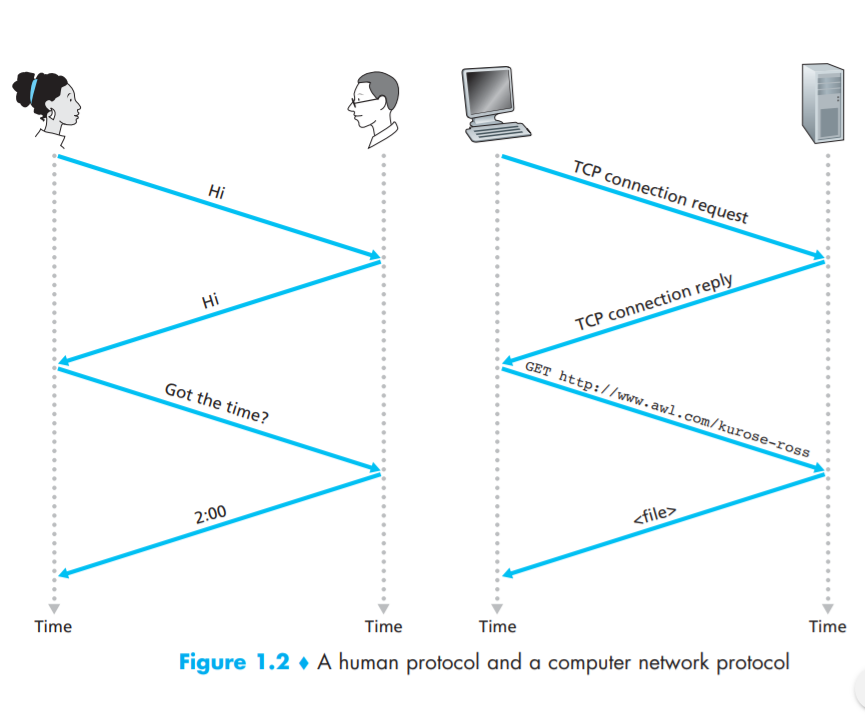 Hi
Hi
Got the time?
2:00
Time
Time
TCP connection request
TCP connection reply
GET http://www.awl.com/kurose-ross
<file>
Time
Time
Figure 1.2 ♦ A human protocol and a computer network protocol